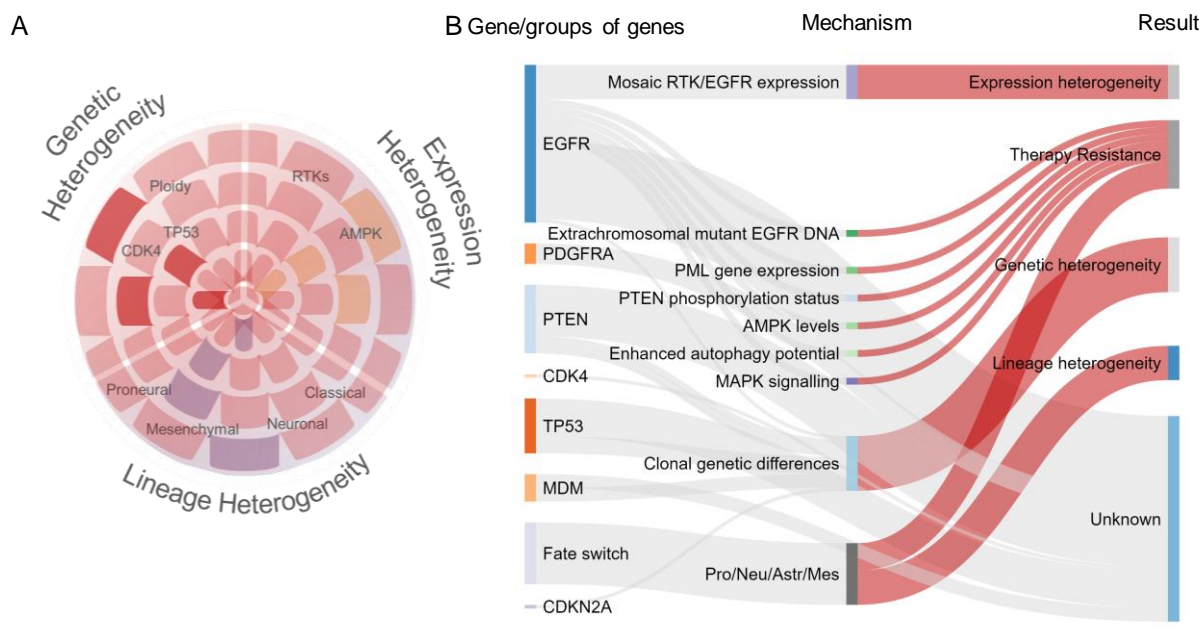 A
Genetic
Heterogeneity
Expression
Heterogeneity
Ploidy
RTKs
TP53
CDK4
AMPK
Proneural
Classical
Mesenchymal
Neuronal
Lineage Heterogeneity
B Gene/groups of genes
Mechanism
Result
EGFR
PDGFRA
PTEN
CDK4
TP53
MDM
Fate switch
CDKN2A
Mosaic RTK/EGFR expression
Extrachromosomal mutant EGFR DNA
PML gene expression
PTEN phosphorylation status
AMPK levels
Enhanced autophagy potential
MAPK signalling
Clonal genetic differences
Pro/Neu/Astr/Mes
Expression heterogeneity
Therapy Resistance
Genetic heterogeneity
Lineage heterogeneity
Unknown